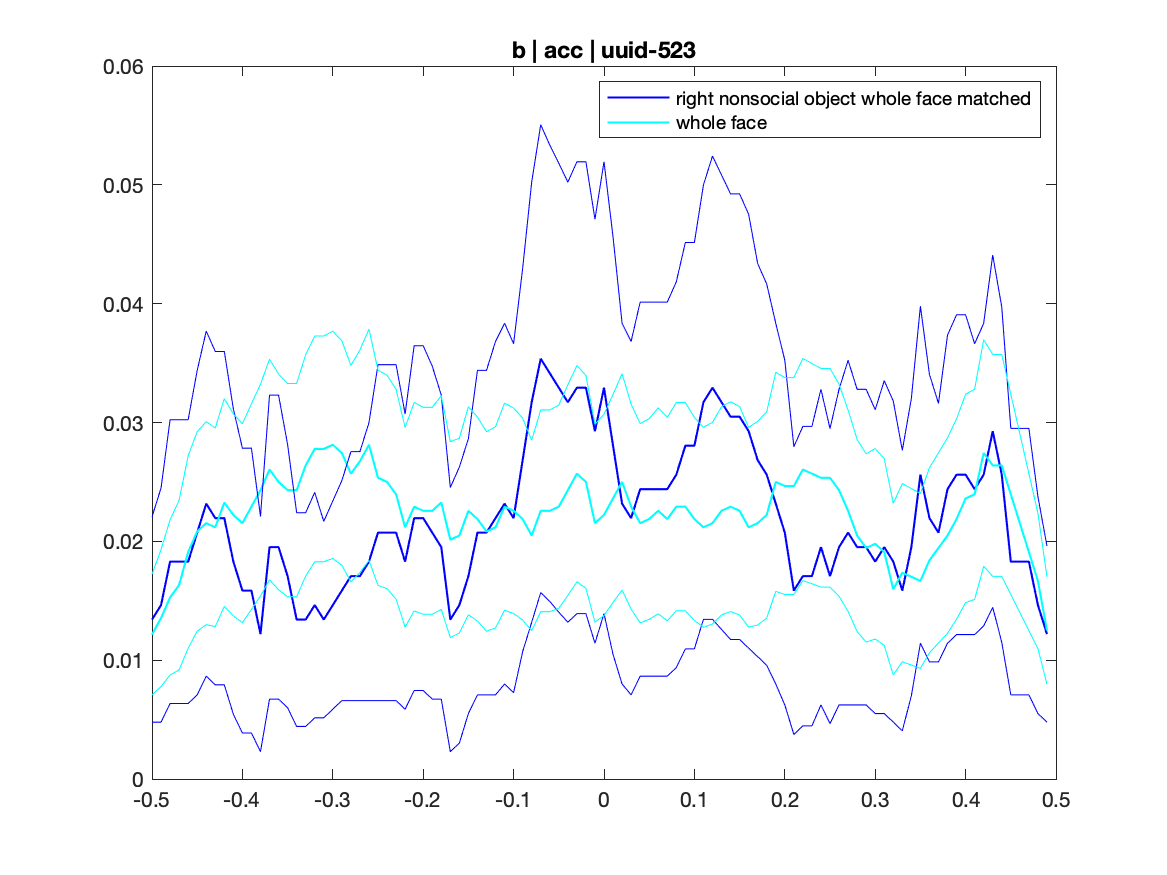 b | acc | uuid-523
right nonsocial object whole face matched
whole face
0.06
0.05
0.04
0.03
0.02
0.01
0
-0.5 -0.4 -0.3 -0.2 -0.1 0 0.1 0.2 0.3 0.4 0.5